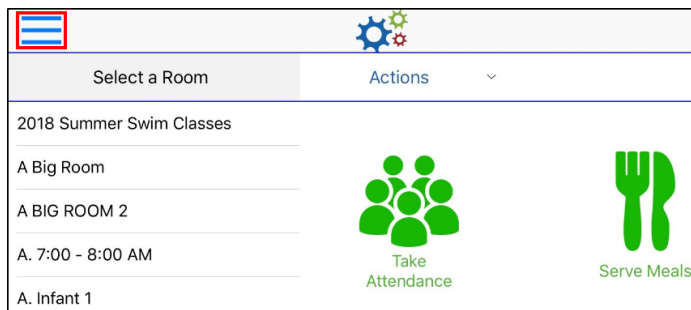 Select a Room
Actions
2018 Summer Swim Classes
A Big Room
A BIG ROOM 2
A. 7:00 - 8:00 AM
A. Infant 1
Take
Attendance
Serve Meals